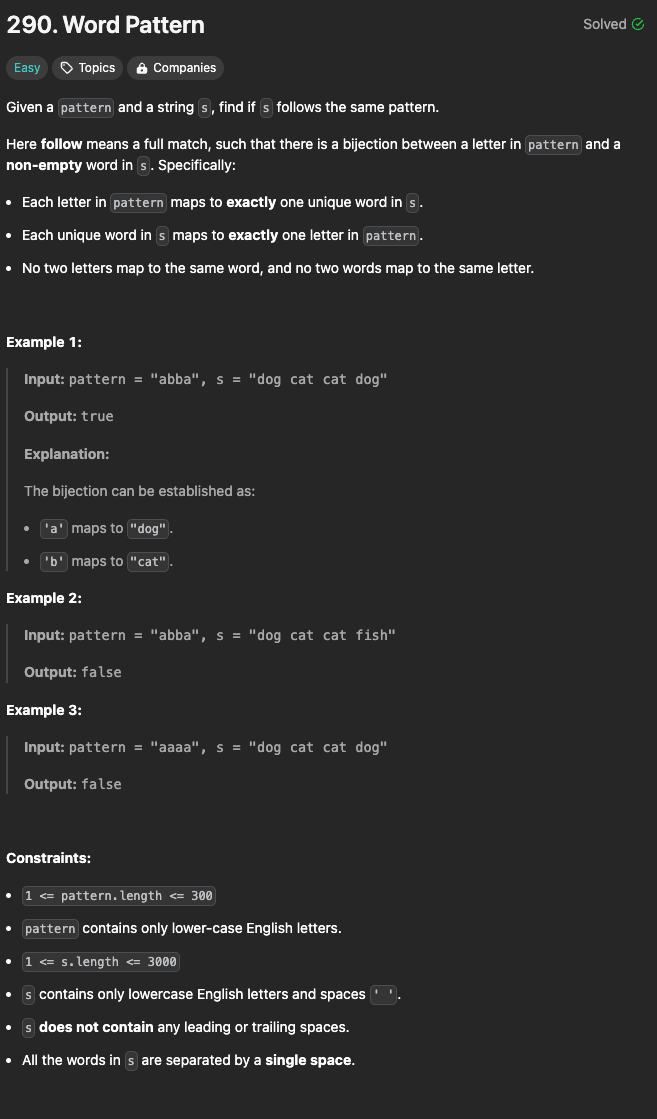 290. Word Pattern
Solved
Easy
Topics
Companies
Given a pattern and a string s, find if s follows the same pattern.
Here follow means a full match, such that there is a bijection between a letter in pattern and a
non-empty word in s. Specifically:
• Each letter in pattern maps to exactly one unique word in s.
• Each unique word in s maps to exactly one letter in pattern.
• No two letters map to the same word, and no two words map to the same letter.
Example 1:
Input: pattern = "abba", s = "dog cat cat dog"
Output: true
Explanation:
The bijection can be established as:
• 'a' maps to "dog".
• 'b' maps to "cat".
Example 2:
Input: pattern = "abba", s = "dog cat cat fish"
Output: false
Example 3:
Input: pattern = "aaaa", s = "dog cat cat dog"
Output: false
Constraints:
• 1 <= pattern.length <= 300
• pattern contains only lower-case English letters.
• 1 <= s.length <= 3000
• s contains only lowercase English letters and spaces ' '.
• s does not contain any leading or trailing spaces.
• All the words in s are separated by a single space.